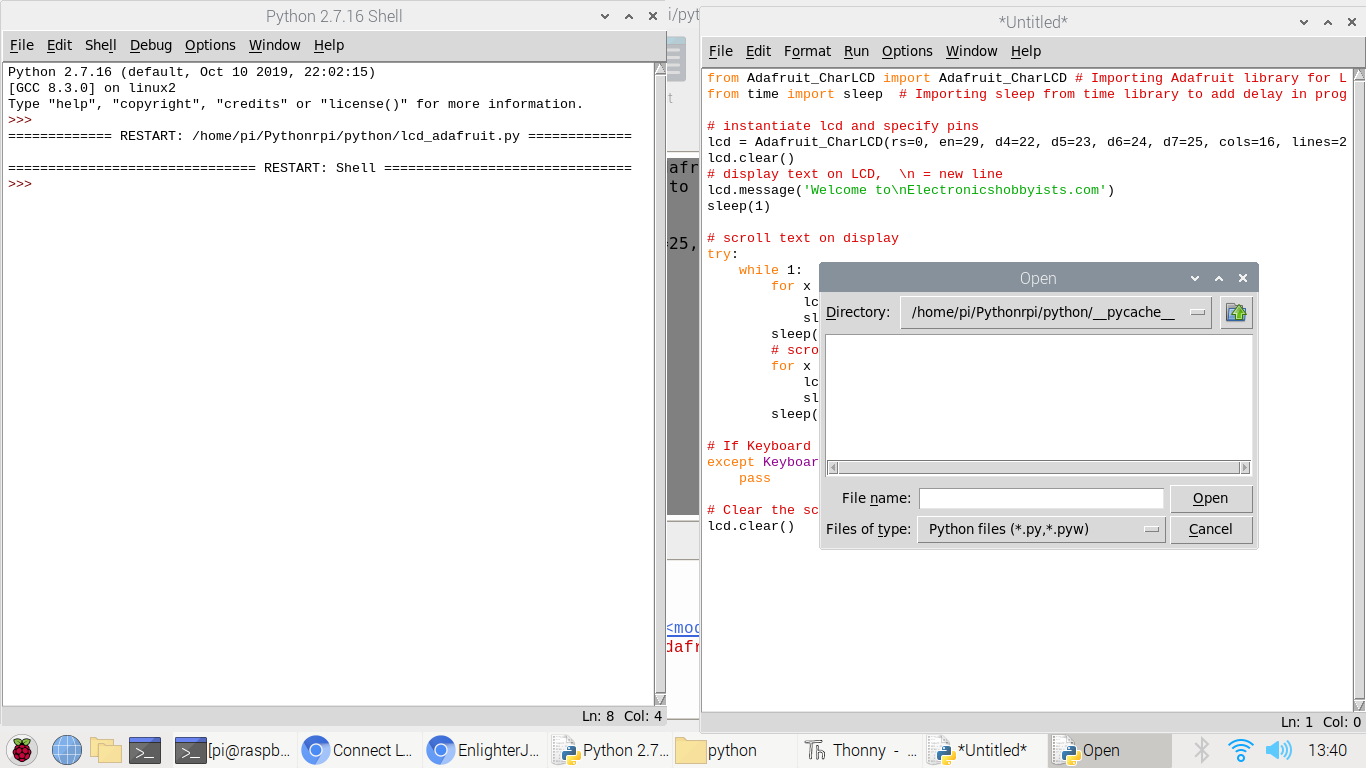 Python 2.7.16 Shell
File Edit Shell Debug Options Window Help
Python 2.7.16 (default, Oct 10 2019, 22:02:15)
[GCC 8.3.0] on linux2
Type "help", "copyright", "credits" or "license()" for more information.
>>>
============= RESTART: /home/pi/Pythonrpi/python/lcd_adafruit.py =============
=============================== RESTART: Shell ===============================
>>>
Ln: 8 Col: 4
i/pyt
t
afr
to
=25,
<mod
dafr
*Untitled*
File Edit Format Run Options Window Help
from Adafruit_CharLCD import Adafruit_CharLCD # Importing Adafruit library for L
from time import sleep  # Importing sleep from time library to add delay in prog
# instantiate lcd and specify pins
lcd = Adafruit_CharLCD(rs=0, en=29, d4=22, d5=23, d6=24, d7=25, cols=16, lines=2
lcd.clear()
# display text on LCD,  \n = new line
lcd.message('Welcome to\nElectronicshobbyists.com')
sleep(1)
# scroll text on display
try:
    while 1:
        for x
            lc
            sl
        sleep(
        # scro
        for x
            lc
            sl
        sleep(
# If Keyboard
except Keyboar
    pass
# Clear the sc
lcd.clear()
Ln: 1 Col: 0
Open
Directory: /home/pi/Pythonrpi/python/__pycache__
File name: Open
Files of type: Python files (*.py,*.pyw) Cancel
[pi@raspb... Connect L... EnlighterJ... Python 2.7... python Thonny - ... *Untitled* Open 13:40